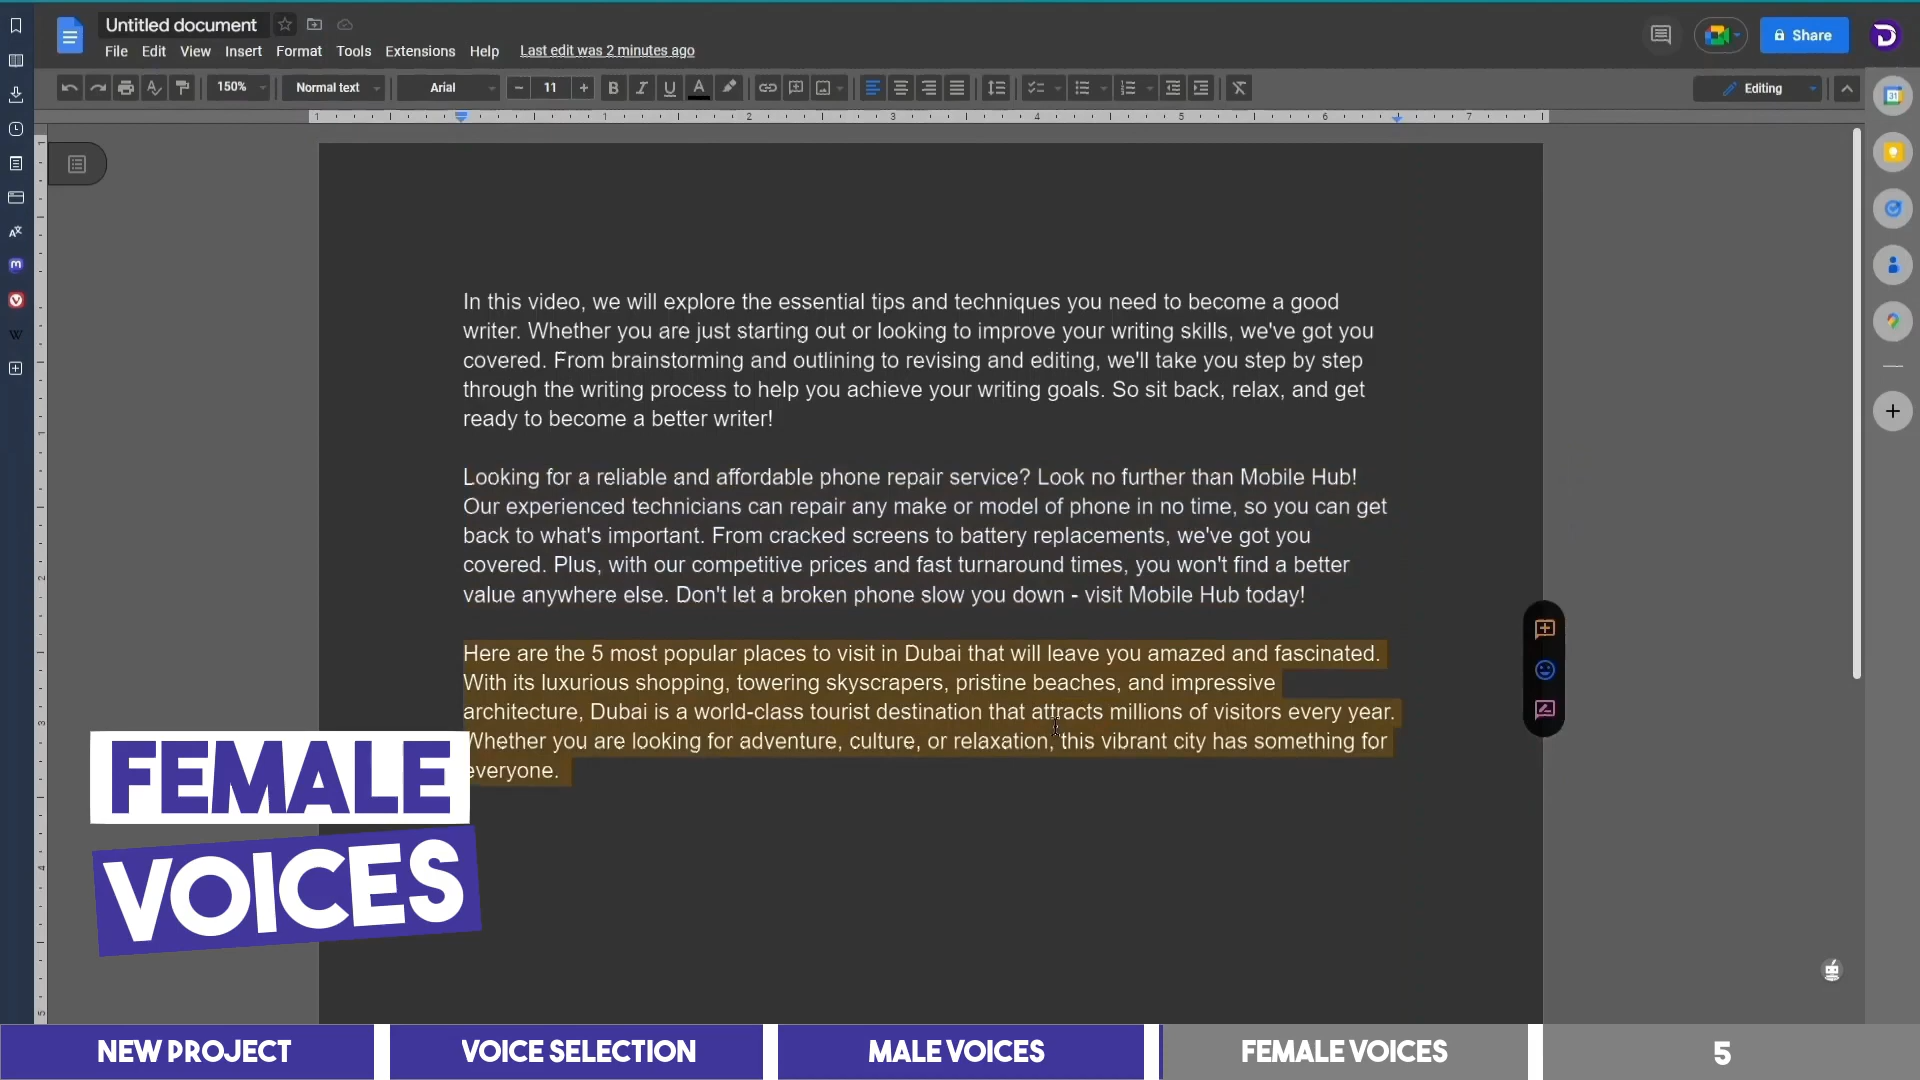 Untitled document
File Edit View Insert Format Tools Extensions Help Last edit was 2 minutes ago
Share
150% Normal text Arial 11 B I U A Editing
1 1 2 3 4 5 6 7
In this video, we will explore the essential tips and techniques you need to become a good
writer. Whether you are just starting out or looking to improve your writing skills, we've got you
covered. From brainstorming and outlining to revising and editing, we'll take you step by step
through the writing process to help you achieve your writing goals. So sit back, relax, and get
ready to become a better writer!
Looking for a reliable and affordable phone repair service? Look no further than Mobile Hub!
Our experienced technicians can repair any make or model of phone in no time, so you can get
back to what's important. From cracked screens to battery replacements, we've got you
covered. Plus, with our competitive prices and fast turnaround times, you won't find a better
value anywhere else. Don't let a broken phone slow you down - visit Mobile Hub today!
Here are the 5 most popular places to visit in Dubai that will leave you amazed and fascinated.
With its luxurious shopping, towering skyscrapers, pristine beaches, and impressive
architecture, Dubai is a world-class tourist destination that attracts millions of visitors every year.
Whether you are looking for adventure, culture, or relaxation, this vibrant city has something for
everyone.
FEMALE
VOICES
NEW PROJECT VOICE SELECTION MALE VOICES FEMALE VOICES 5